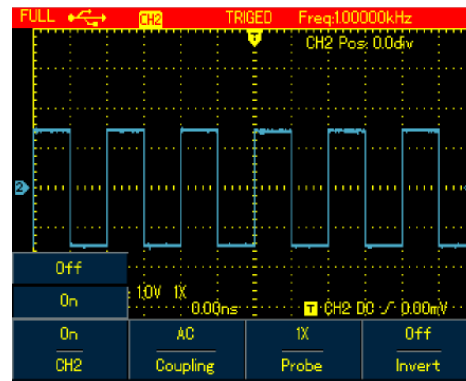 FULL CH2 TRIGED Freq:1.00000kHz
T
CH2 Pos: 0.0div
2
Off
On
: 1.0V 1X
0.00ns
T :CH2 DC 0.00mV
On AC 1X Off
CH2 Coupling Probe Invert